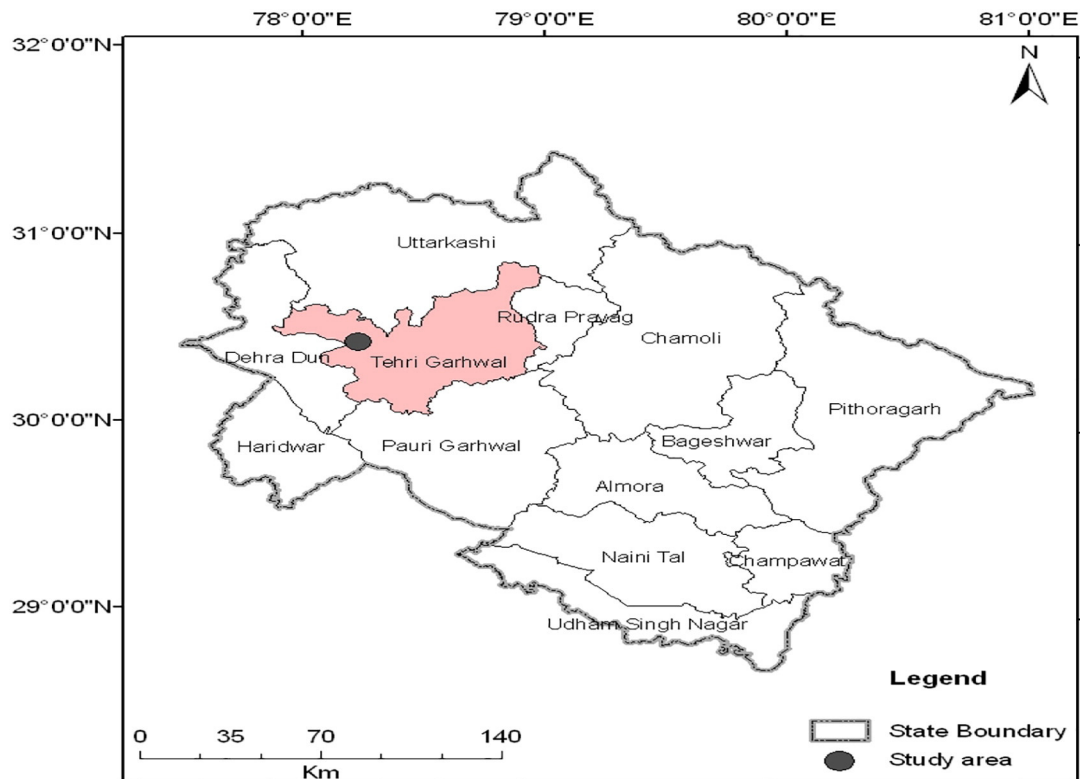 78°0'0"E 79°0'0"E 80°0'0"E 81°0'0"E
32°0'0"N
N
31°0'0"N
Uttarkashi
Rudra Prayag
Chamoli
Dehra Dun
Tehri Garhwal
30°0'0"N
Pithoragarh
Haridwar
Pauri Garhwal
Bageshwar
Almora
29°0'0"N
Naini Tal
Champawat
Udham Singh Nagar
Legend
0 35 70 140
Km
State Boundary
Study area